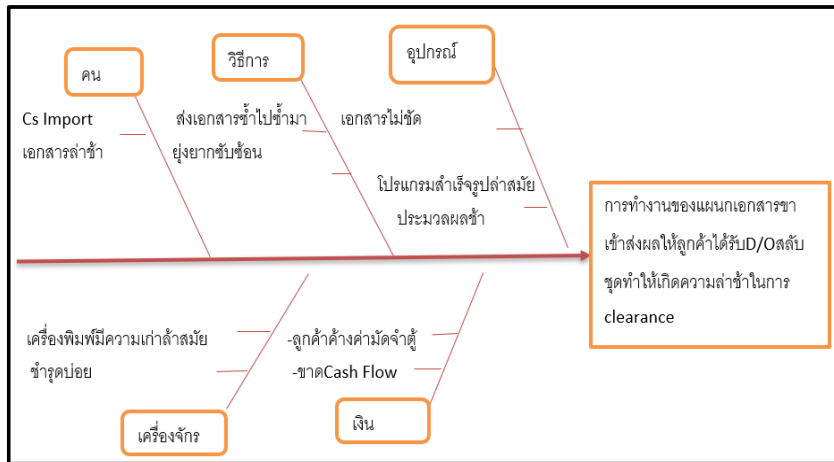 คน
วิธีการ
อุปกรณ์
Cs Import
เอกสารล่าช้า
ส่งเอกสารซ้ำไปซ้ำมา
ยุ่งยากซับซ้อน
เอกสารไม่ชัด
โปรแกรมสำเร็จรูปล่าสมัย
ประมวลผลช้า
การทำงานของแผนกเอกสารขา
เข้าส่งผลให้ลูกค้าได้รับD/Oสลับ
ชุดทำให้เกิดความล่าช้าในการ
clearance
เครื่องพิมพ์มีความเก่าล้าสมัย
ชำรุดบ่อย
-ลูกค้าค้างค่ามัดจำตู้
-ขาดCash Flow
เครื่องจักร
เงิน